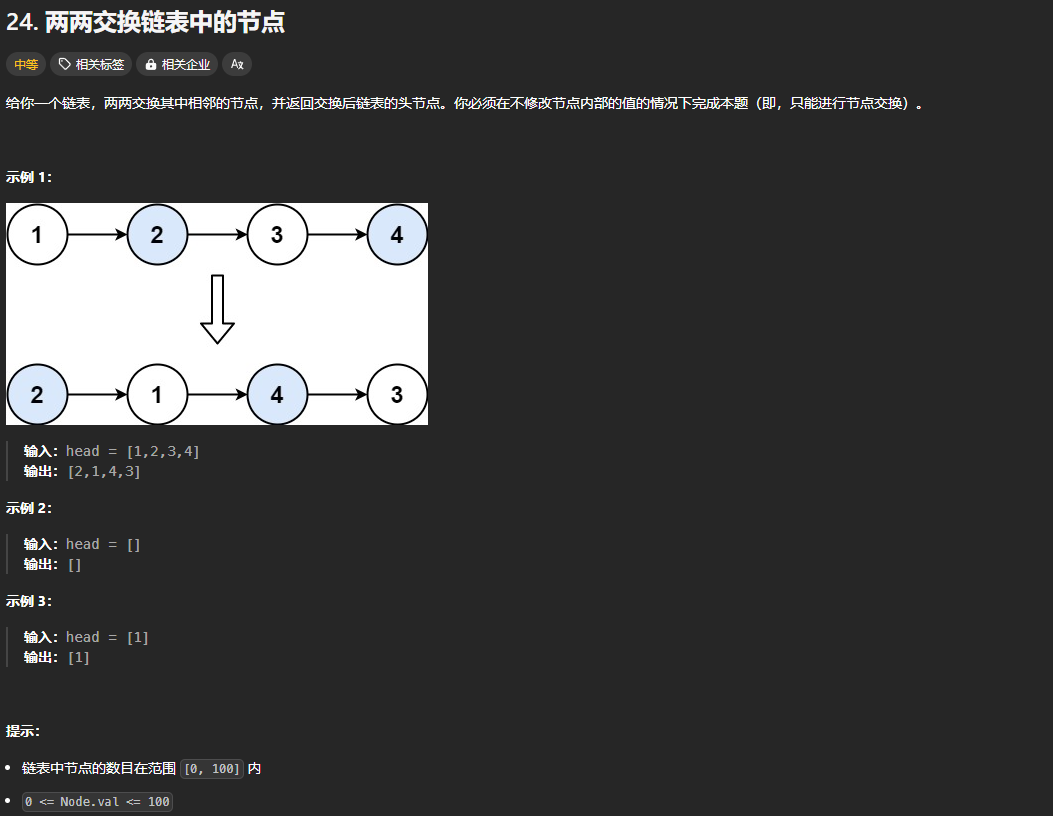 24. 两两交换链表中的节点
中等 相关标签 相关企业 Aҳ
给你一个链表，两两交换其中相邻的节点，并返回交换后链表的头节点。你必须在不修改节点内部的值的情况下完成本题（即，只能进行节点交换）。
示例 1：
1 2 3 4
2 1 4 3
输入：head = [1,2,3,4]
输出：[2,1,4,3]
示例 2：
输入：head = []
输出：[]
示例 3：
输入：head = [1]
输出：[1]
提示：
链表中节点的数目在范围 [0, 100] 内
0 <= Node.val <= 100